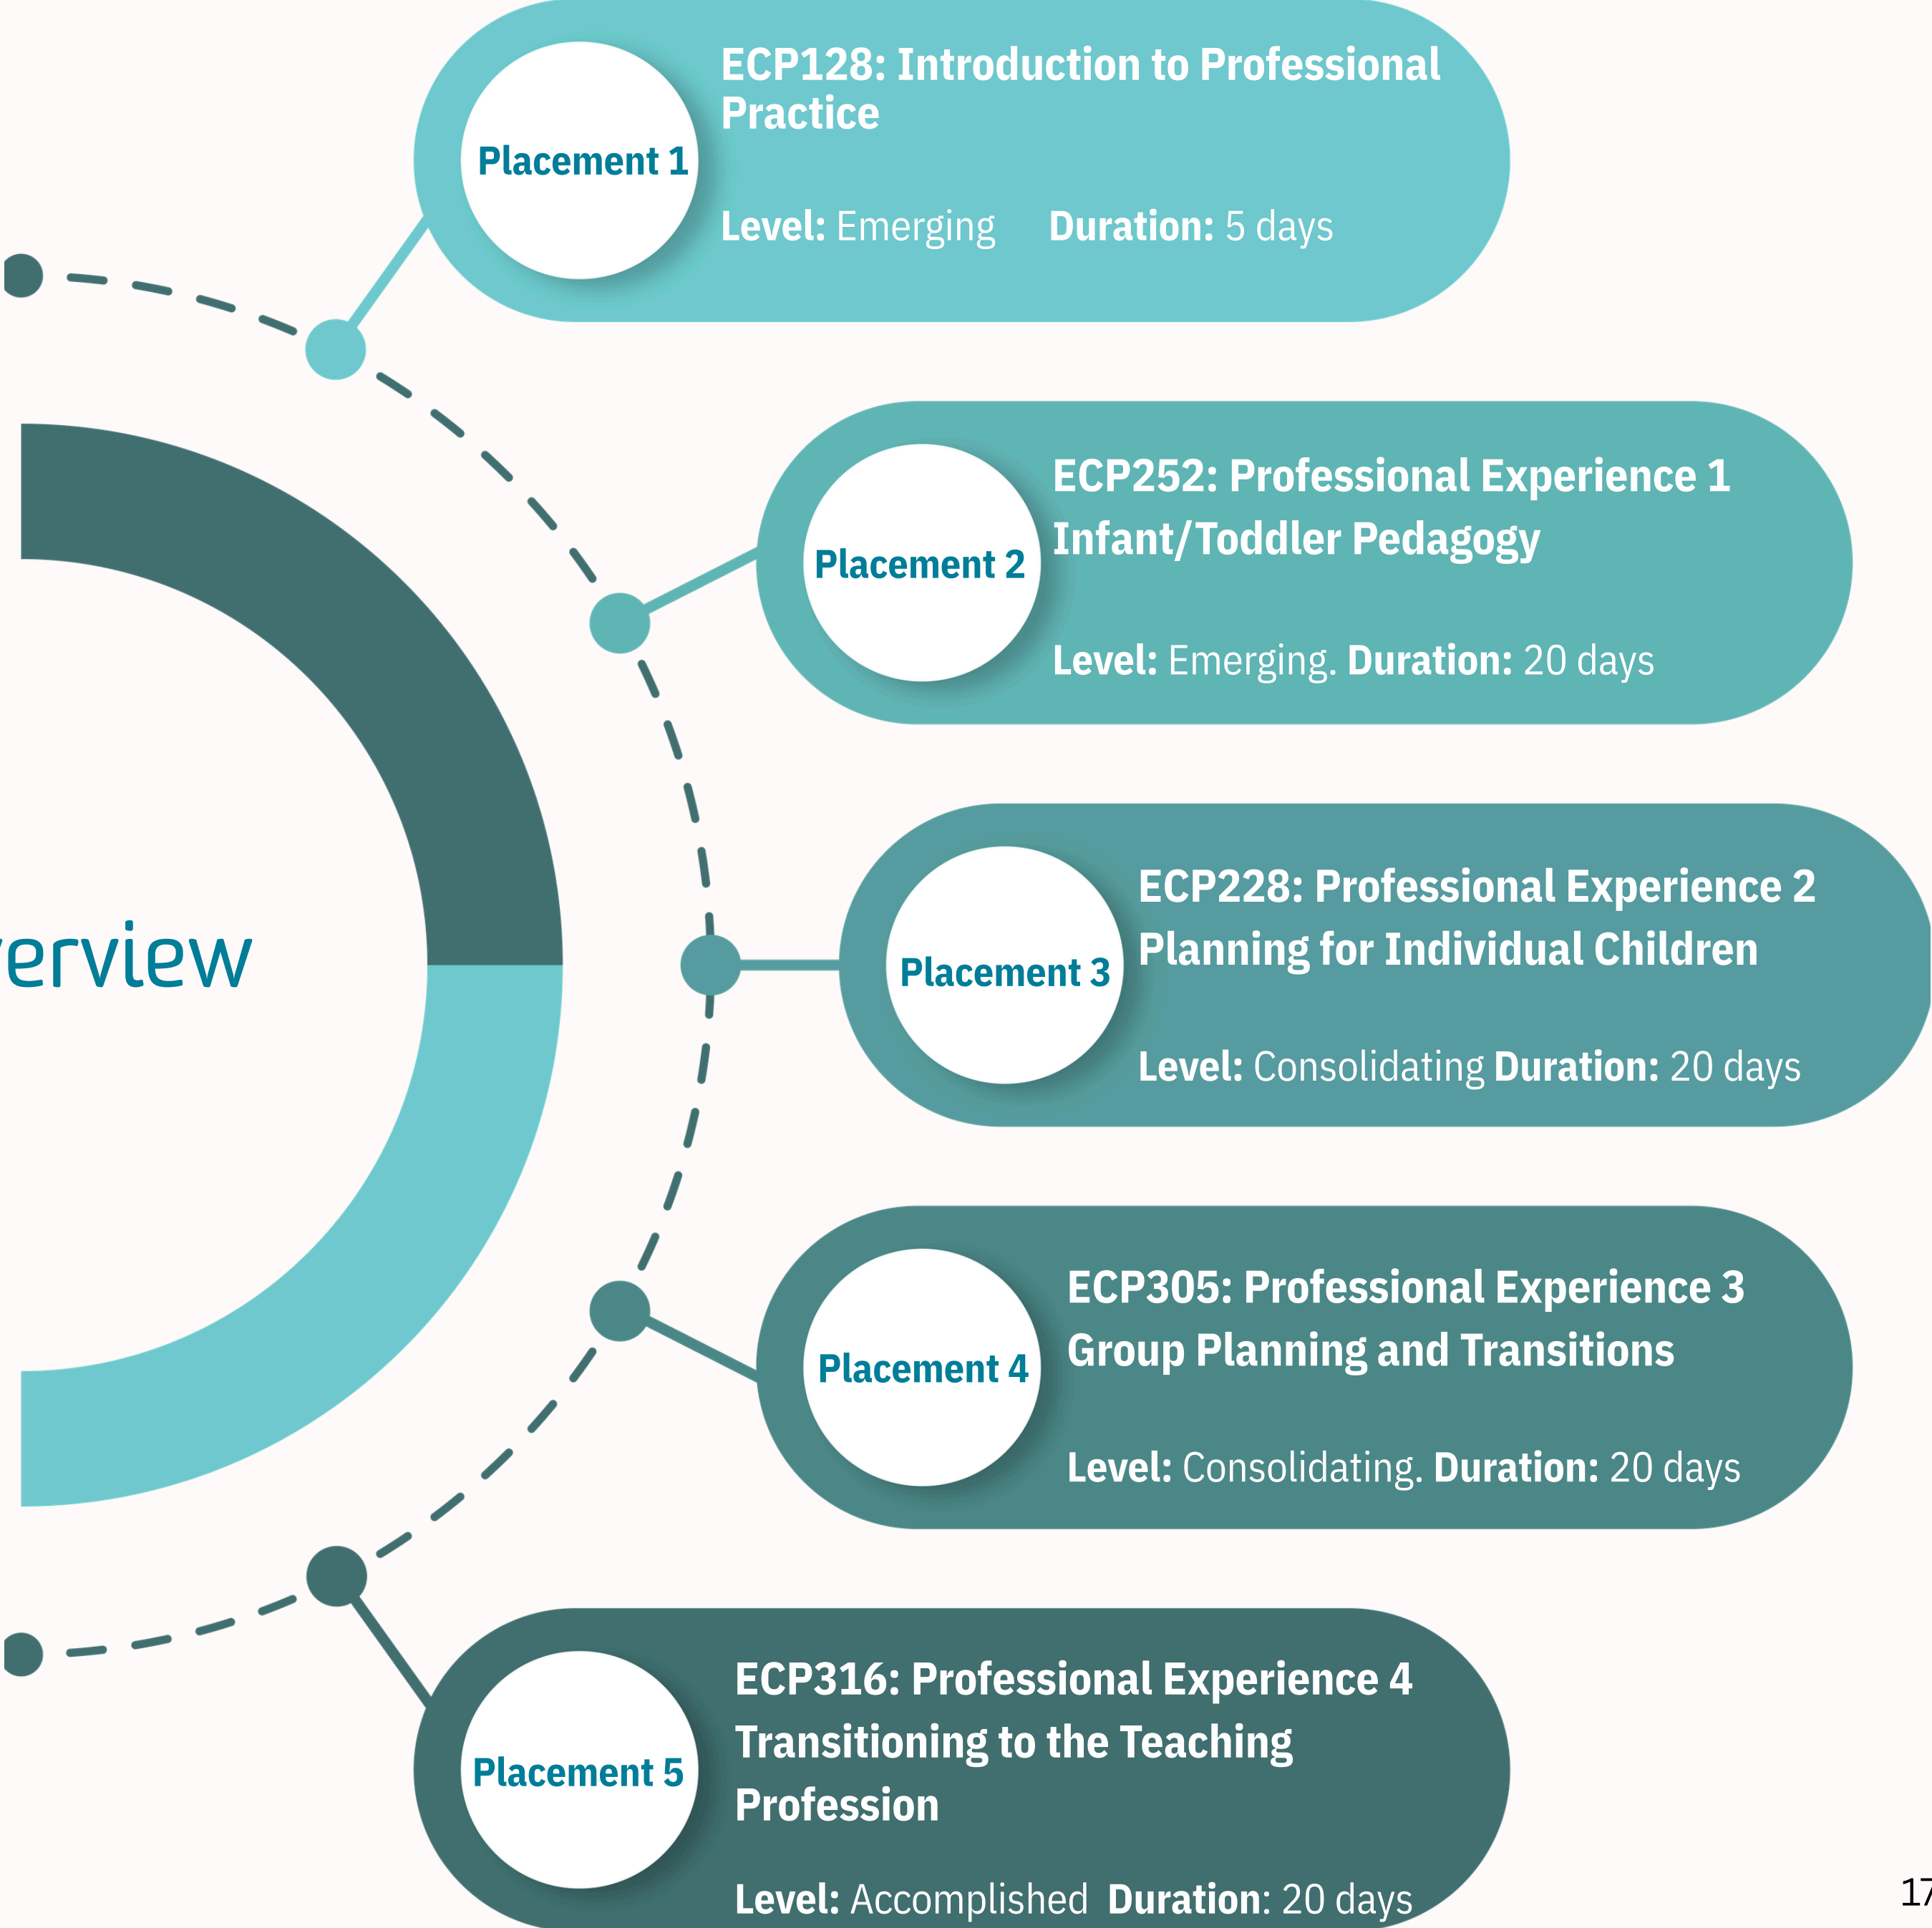 ECP128: Introduction to Professional
Practice
Placement 1
Level: Emerging Duration: 5 days
ECP252: Professional Experience 1
Infant/Toddler Pedagogy
Placement 2
Level: Emerging. Duration: 20 days
erview
ECP228: Professional Experience 2
Planning for Individual Children
Placement 3
Level: Consolidating Duration: 20 days
ECP305: Professional Experience 3
Group Planning and Transitions
Placement 4
Level: Consolidating. Duration: 20 days
ECP316: Professional Experience 4
Transitioning to the Teaching
Profession
Placement 5
Level: Accomplished Duration: 20 days
17